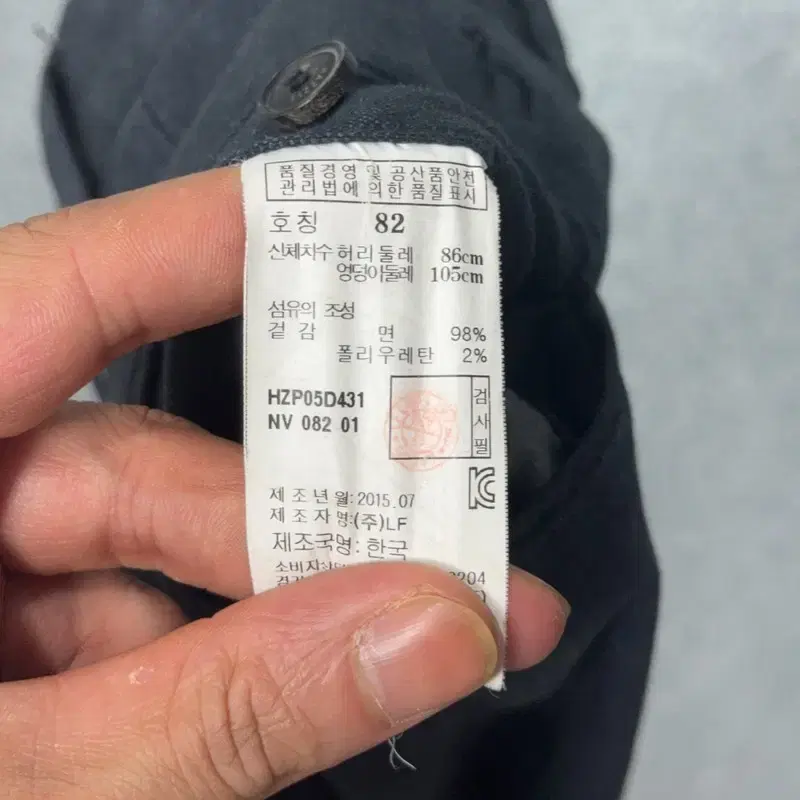 품질경영 및 공산품안전
관리법에 의한 품질표시
호칭 82
신체치수 허리둘레 86cm
엉덩이둘레 105cm
섬유의 조성
겉감 면 98%
폴리우레탄 2%
HZP05D431
NV 082 01
검사필
제조년월:2015.07
제조자명:(주)LF
제조국명:한국
소비자상